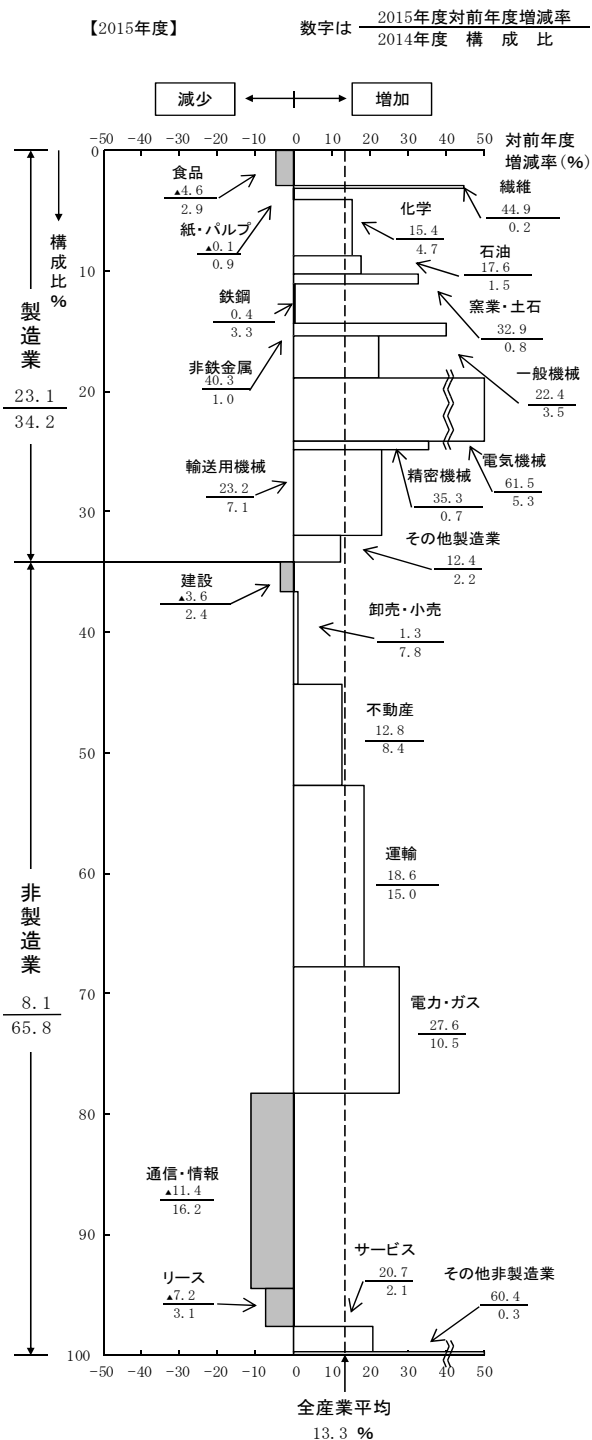 【2015年度】
数字は 2015年度対前年度増減率
2014年度 構 成 比
減少
増加
-50 -40 -30 -20 -10 0 10 20 30 40 50
対前年度
増減率(%)
0
10
20
30
40
50
60
70
80
90
100
構成比%
製造業
23.1
34.2
非製造業
8.1
65.8
食品
▲4.6
2.9
繊維
44.9
0.2
紙・パルプ
▲0.1
0.9
化学
15.4
4.7
石油
17.6
1.5
窯業・土石
32.9
0.8
鉄鋼
0.4
3.3
非鉄金属
40.3
1.0
一般機械
22.4
3.5
電気機械
61.5
5.3
精密機械
35.3
0.7
輸送用機械
23.2
7.1
その他製造業
12.4
2.2
建設
▲3.6
2.4
卸売・小売
1.3
7.8
不動産
12.8
8.4
運輸
18.6
15.0
電力・ガス
27.6
10.5
通信・情報
▲11.4
16.2
リース
▲7.2
3.1
サービス
20.7
2.1
その他非製造業
60.4
0.3
-50 -40 -30 -20 -10 0 10 20 30 40 50
全産業平均
13.3 %